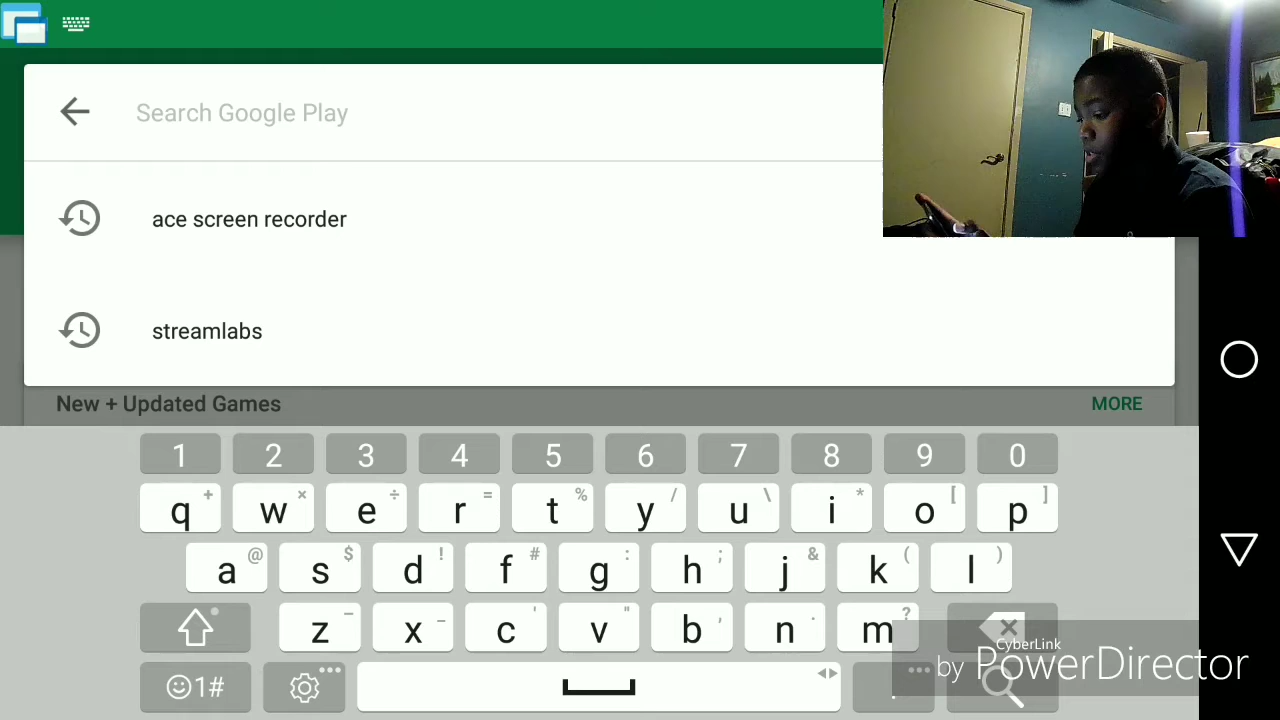 Search Google Play
ace screen recorder
streamlabs
New + Updated Games MORE
1 2 3 4 5 6 7 8 9 0
q + w × e ÷ r = t % y / u \ i * o [ p ]
a @ s $ d ! f # g : h ; j & k ( l )
z - x _ c ' v " b , n . m ?
CyberLink
by PowerDirector
1# .